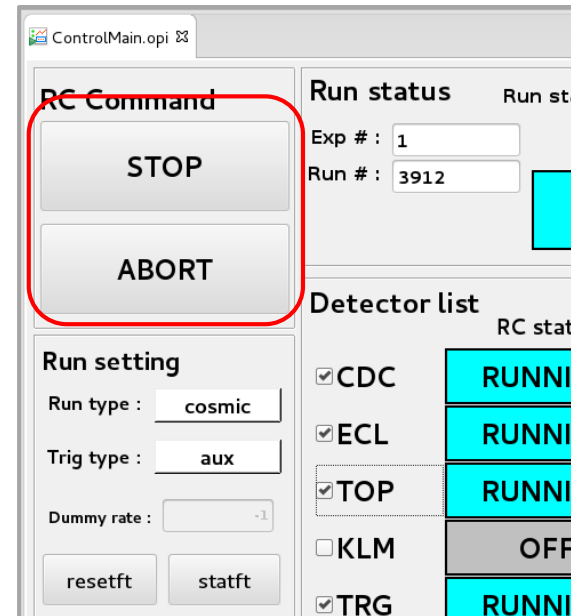 ControlMain.opi
RC Command
STOP
ABORT
Run setting
Run type :
cosmic
Trig type :
aux
Dummy rate :
-1
resetft
statft
Run status
Exp # :
1
Run # :
3912
Detector list
CDC
ECL
TOP
KLM
TRG